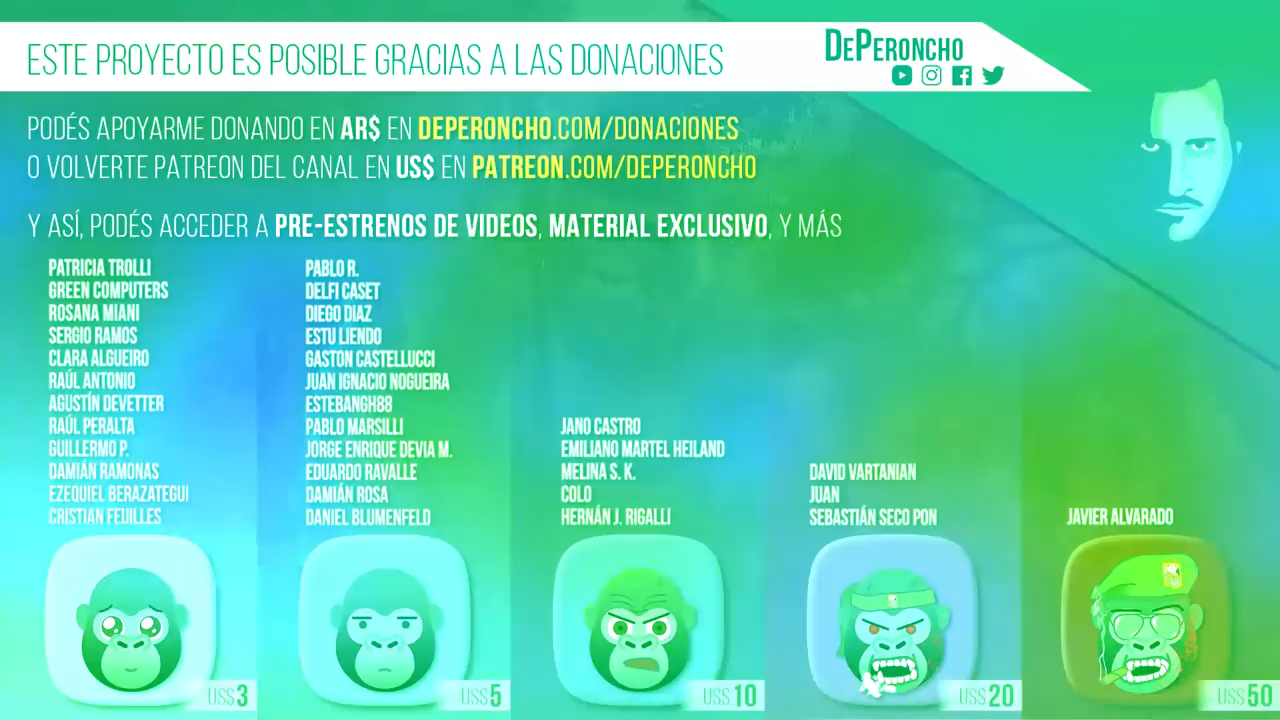 ESTE PROYECTO ES POSIBLE GRACIAS A LAS DONACIONES
DEPERONCHO
PODÉS APOYARME DONANDO EN AR$ EN DEPERONCHO.COM/DONACIONES
O VOLVERTE PATREON DEL CANAL EN US$ EN PATREON.COM/DEPERONCHO
Y ASÍ, PODÉS ACCEDER A PRE-ESTRENOS DE VIDEOS, MATERIAL EXCLUSIVO, Y MÁS
PATRICIA TROLLI
GREEN COMPUTERS
ROSANA MIANI
SERGIO RAMOS
CLARA ALGUEIRO
RAÚL ANTONIO
AGUSTÍN DEVETTER
RAÚL PERALTA
GUILLERMO P.
DAMIÁN RAMONAS
EZEQUIEL BERAZATEGUI
CRISTIAN FEUILLES
US$ 3
PABLO R.
DELFI CASET
DIEGO DIAZ
ESTU LIENDO
GASTON CASTELLUCCI
JUAN IGNACIO NOGUEIRA
ESTEBANGH88
PABLO MARSILLI
JORGE ENRIQUE DEVIA M.
EDUARDO RAVALLE
DAMIÁN ROSA
DANIEL BLUMENFELD
US$ 5
JANO CASTRO
EMILIANO MARTEL HEILAND
MELINA S. K.
COLO
HERNÁN J. RIGALLI
US$ 10
DAVID VARTANIAN
JUAN
SEBASTIÁN SECO PON
US$ 20
JAVIER ALVARADO
US$ 50